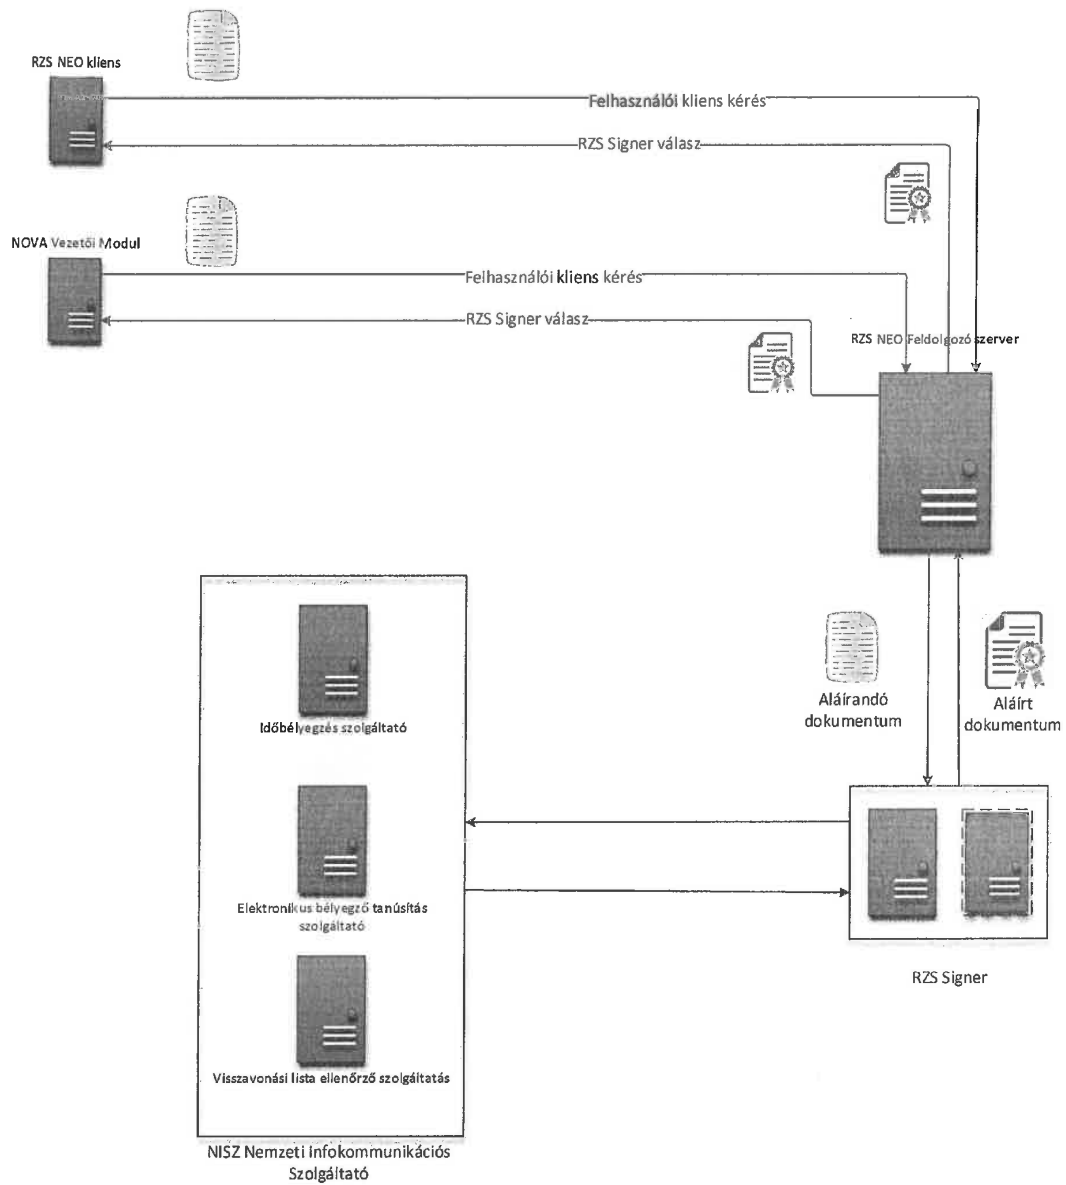 RZS NEO kliens
Felhasználói kliens kérés
RZS Signer válasz
NOVA Vezetői Modul
Felhasználói kliens kérés
RZS Signer válasz
RZS NEO Feldolgozó szerver
Időbélyegzés szolgáltató
Aláírandó
dokumentum
Aláírt
dokumentum
Elektronikus bélyegző tanúsítás
szolgáltató
RZS Signer
Visszavonási lista ellenőrző szolgáltatás
NISZ Nemzeti Infokommunikációs
Szolgáltató